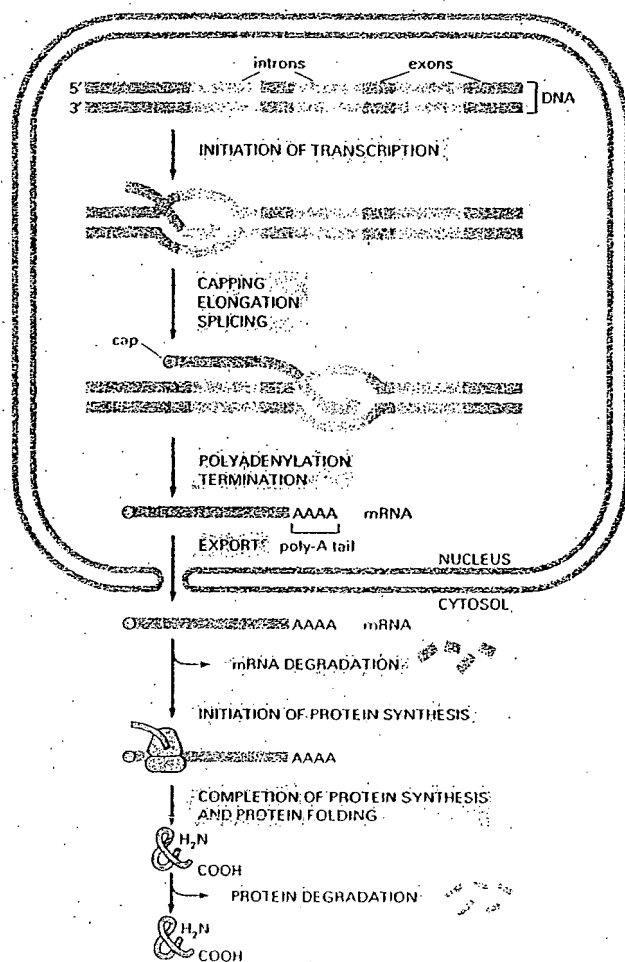 introns exons
5′
3′
DNA
INITIATION OF TRANSCRIPTION
CAPPING
ELONGATION
SPLICING
cap
POLYADENYLATION
TERMINATION
AAAA mRNA
EXPORT poly-A tail
NUCLEUS
CYTOSOL
AAAA mRNA
mRNA DEGRADATION
INITIATION OF PROTEIN SYNTHESIS
AAAA
COMPLETION OF PROTEIN SYNTHESIS
AND PROTEIN FOLDING
H₂N
COOH
PROTEIN DEGRADATION
H₂N
COOH